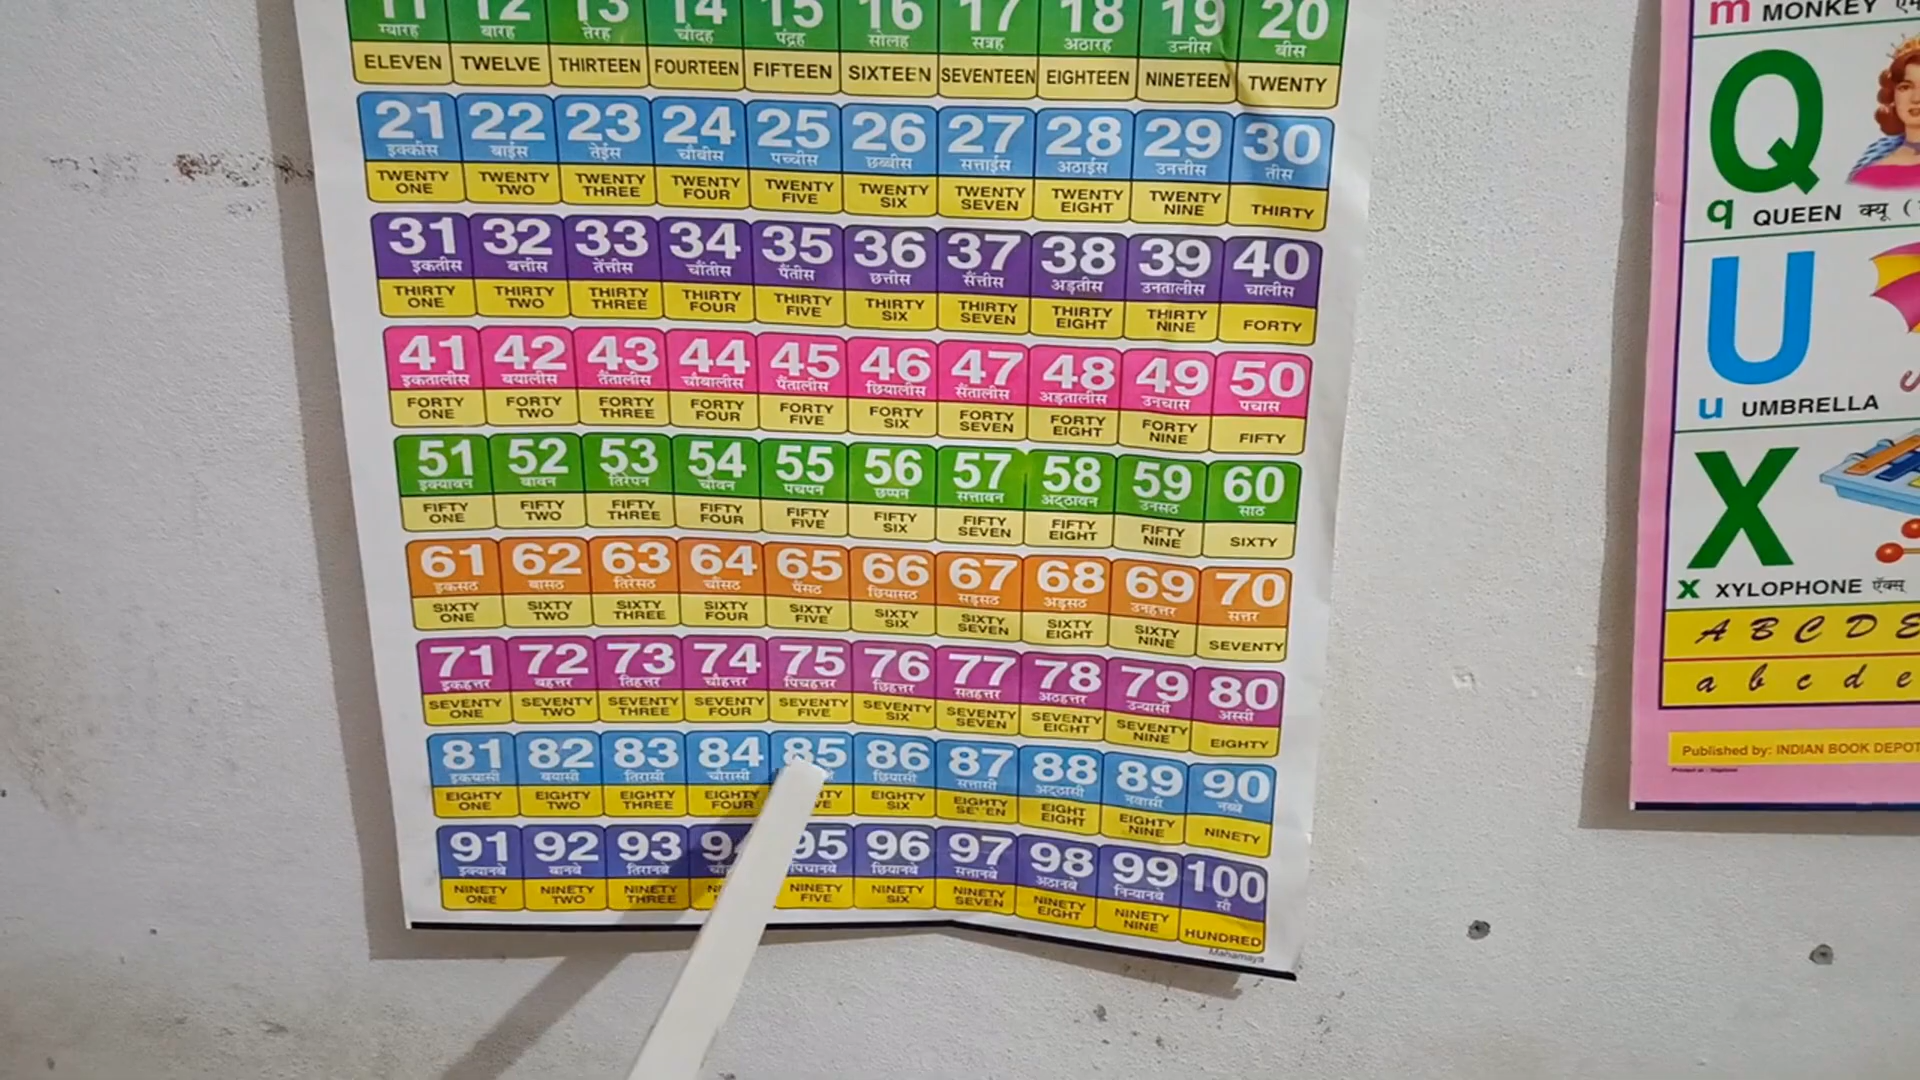 11 12 13 14 15 16 17 18 19 20
ग्यारह बारह तेरह चौदह पंद्रह सोलह सत्रह अठारह उन्नीस बीस
ELEVEN TWELVE THIRTEEN FOURTEEN FIFTEEN SIXTEEN SEVENTEEN EIGHTEEN NINETEEN TWENTY
21 22 23 24 25 26 27 28 29 30
इक्कीस बाईस तेईस चौबीस पच्चीस छब्बीस सत्ताईस अठाईस उनत्तीस तीस
TWENTY ONE TWENTY TWO TWENTY THREE TWENTY FOUR TWENTY FIVE TWENTY SIX TWENTY SEVEN TWENTY EIGHT TWENTY NINE THIRTY
31 32 33 34 35 36 37 38 39 40
इकतीस बत्तीस तेंत्तीस चौंतीस पैंतीस छत्तीस सैंत्तीस अड़तीस उनतालीस चालीस
THIRTY ONE THIRTY TWO THIRTY THREE THIRTY FOUR THIRTY FIVE THIRTY SIX THIRTY SEVEN THIRTY EIGHT THIRTY NINE FORTY
41 42 43 44 45 46 47 48 49 50
इकतालीस बयालीस तैंतालीस चौबालीस पैंतालीस छियालीस सैंतालीस अड़तालीस उनचास पचास
FORTY ONE FORTY TWO FORTY THREE FORTY FOUR FORTY FIVE FORTY SIX FORTY SEVEN FORTY EIGHT FORTY NINE FIFTY
51 52 53 54 55 56 57 58 59 60
इक्यावन बावन तिरेपन चौवन पचपन छप्पन सत्तावन अट्ठावन उनसठ साठ
FIFTY ONE FIFTY TWO FIFTY THREE FIFTY FOUR FIFTY FIVE FIFTY SIX FIFTY SEVEN FIFTY EIGHT FIFTY NINE SIXTY
61 62 63 64 65 66 67 68 69 70
इकसठ बासठ तिरेसठ चौंसठ पैंसठ छियासठ सड़सठ अड़सठ उनहत्तर सत्तर
SIXTY ONE SIXTY TWO SIXTY THREE SIXTY FOUR SIXTY FIVE SIXTY SIX SIXTY SEVEN SIXTY EIGHT SIXTY NINE SEVENTY
71 72 73 74 75 76 77 78 79 80
इकहत्तर बहत्तर तिहत्तर चौहत्तर पिचहत्तर छिहत्तर सतहत्तर अठहत्तर उन्यासी अस्सी
SEVENTY ONE SEVENTY TWO SEVENTY THREE SEVENTY FOUR SEVENTY FIVE SEVENTY SIX SEVENTY SEVEN SEVENTY EIGHT SEVENTY NINE EIGHTY
81 82 83 84 85 86 87 88 89 90
इकयासी बयासी तिरासी चौरासी छियासी सत्तासी अट्ठासी नवासी नब्बे
EIGHTY ONE EIGHTY TWO EIGHTY THREE EIGHTY FOUR EIGHTY SIX EIGHTY SEVEN EIGHT EIGHT EIGHTY NINE NINETY
91 92 93 95 96 97 98 99 100
इक्यानवे बानवे तिरानवे पिचानवे छियानवे सत्तानवे अठानवे निन्यानवे सौ
NINETY ONE NINETY TWO NINETY THREE NINETY FIVE NINETY SIX NINETY SEVEN NINETY EIGHT NINETY NINE HUNDRED
Mahamaya
m MONKEY
Q
q QUEEN क्यू
U
u UMBRELLA
X
x XYLOPHONE ऍक्स्
A B C D E
a b c d e
Published by: INDIAN BOOK DEPOT